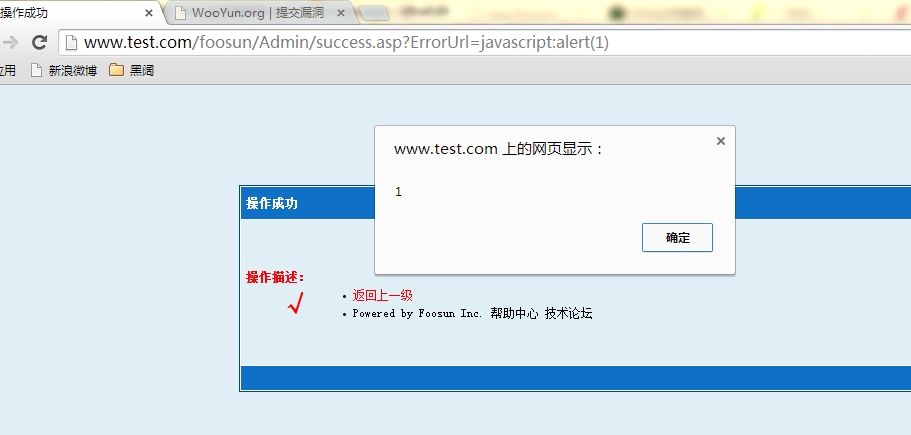 操作成功
WooYun.org | 提交漏洞
www.test.com/foosun/Admin/success.asp?ErrorUrl=javascript:alert(1)
应用 新浪微博 黑阔
www.test.com 上的网页显示：
1
确定
操作成功
操作描述：
返回上一级
Powered by Foosun Inc. 帮助中心 技术论坛